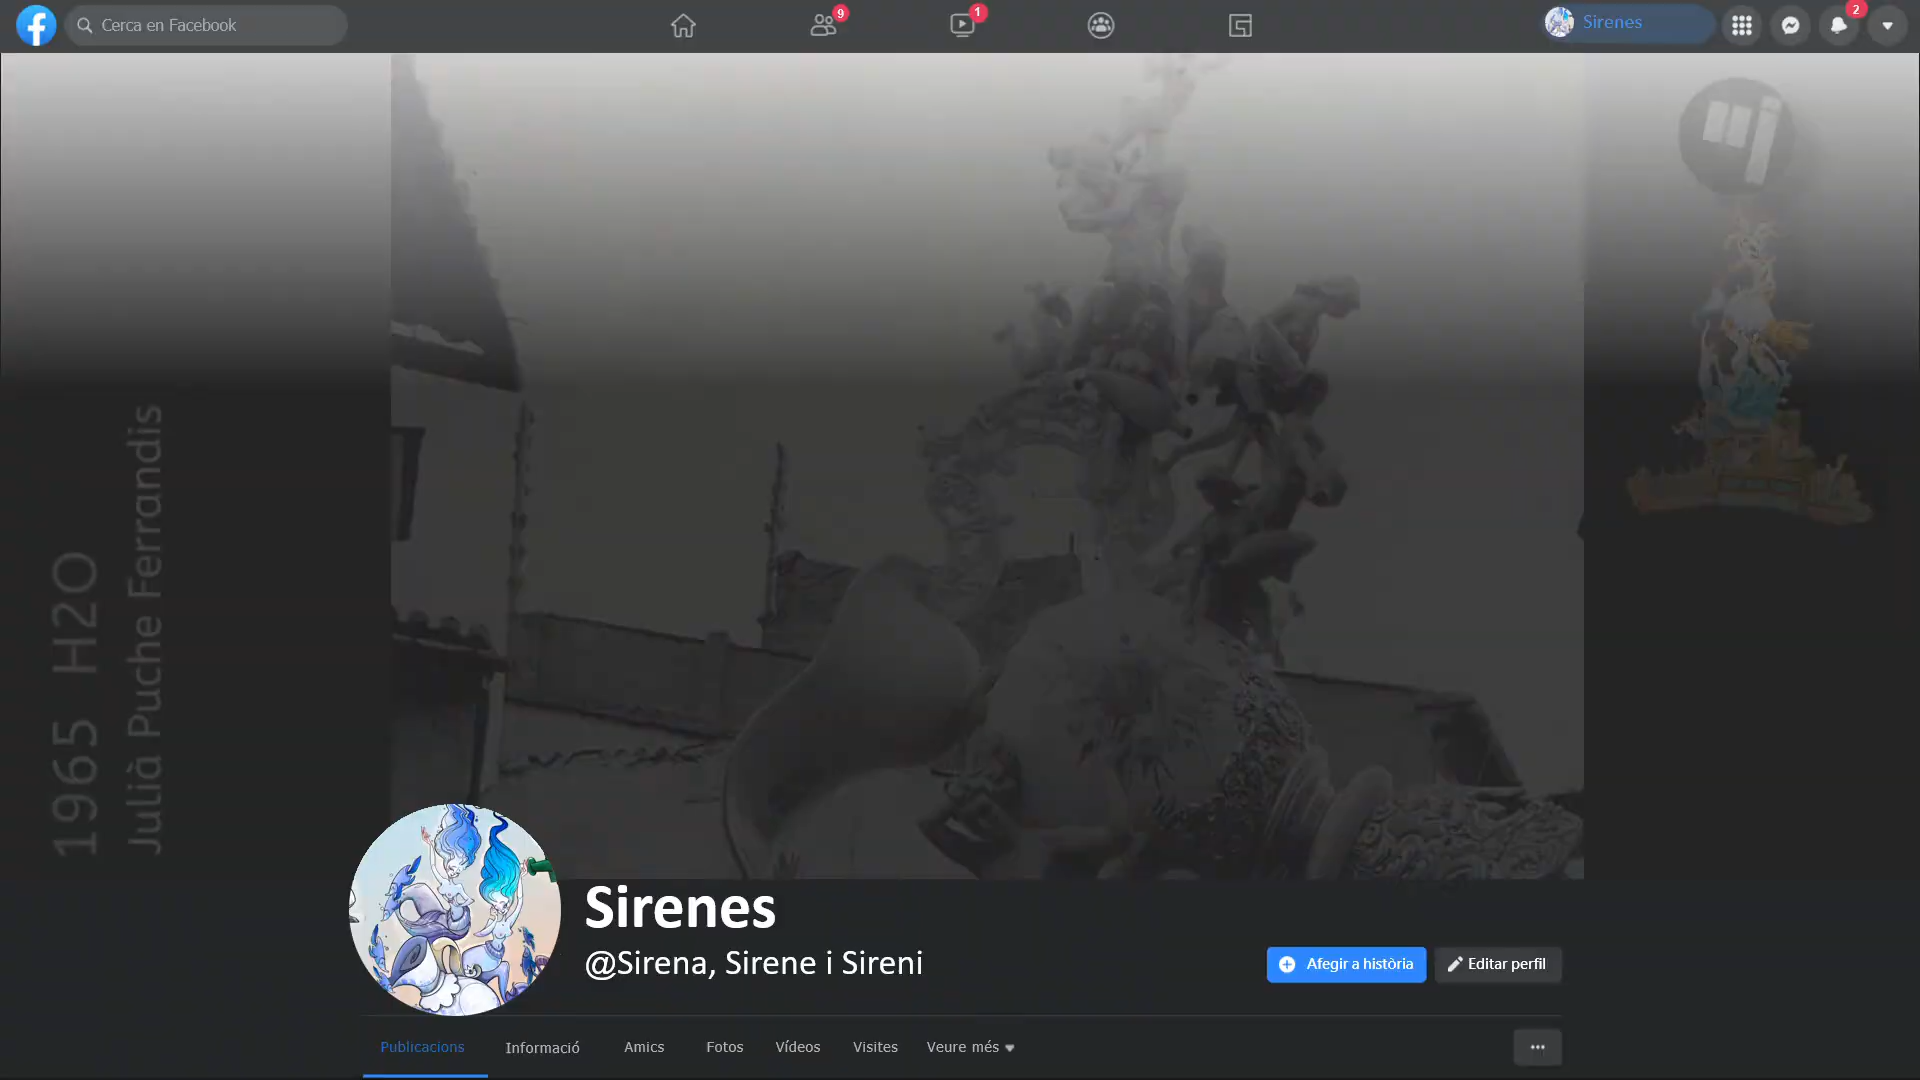 Cerca en Facebook
9
1
Sirenes
2
1965 H2O
Julià Puche Ferrandis
Sirenes
@Sirena, Sirene i Sireni
Afegir a història
Editar perfil
Publicacions
Informació
Amics
Fotos
Vídeos
Visites
Veure més